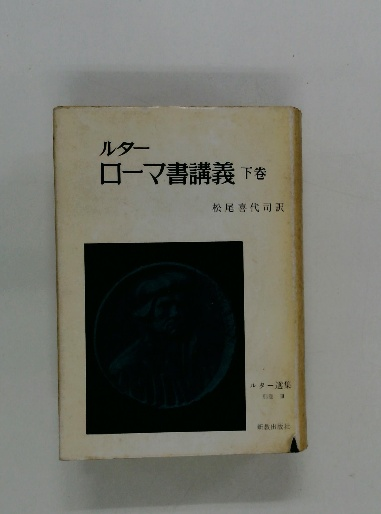 ルター
ローマ書講義 下巻
松尾喜代司訳
ルター選集
新教出版社